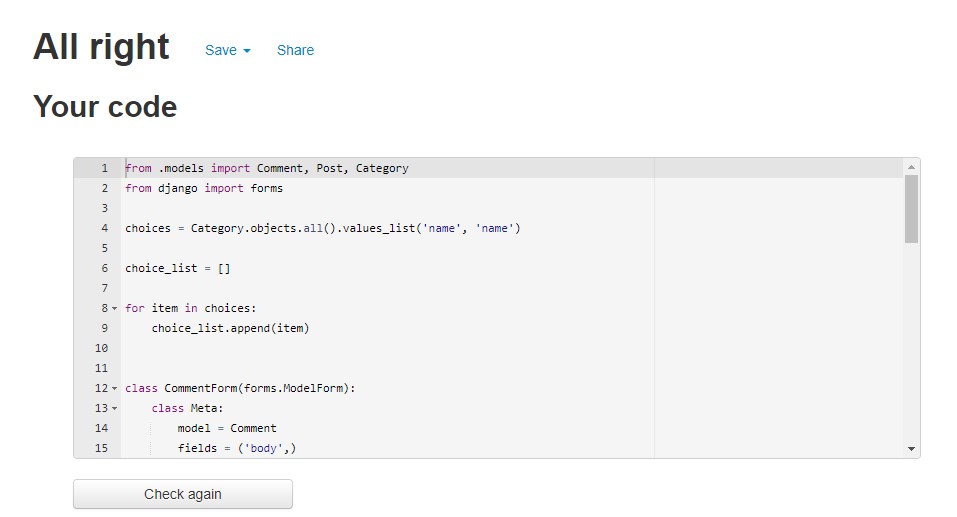 All right Save Share
Your code
1 from .models import Comment, Post, Category
2 from django import forms
3
4 choices = Category.objects.all().values_list('name', 'name')
5
6 choice_list = []
7
8 for item in choices:
9     choice_list.append(item)
10
11
12 class CommentForm(forms.ModelForm):
13     class Meta:
14         model = Comment
15         fields = ('body',)
Check again